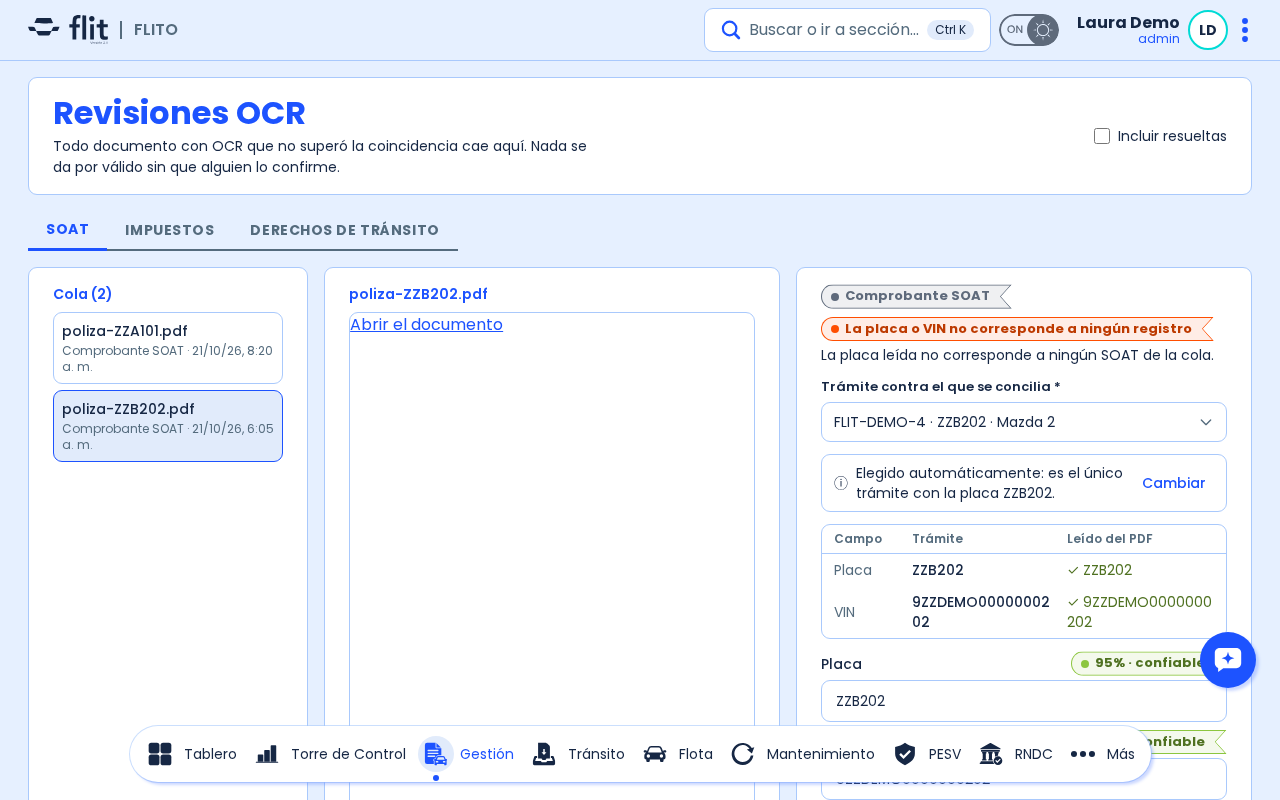 flit
FLITO
Buscar o ir a sección...
Ctrl K
ON
Laura Demo
admin
LD
Revisiones OCR
Todo documento con OCR que no superó la coincidencia cae aquí. Nada se
da por válido sin que alguien lo confirme.
Incluir resueltas
SOAT
IMPUESTOS
DERECHOS DE TRÁNSITO
Cola (2)
poliza-ZZA101.pdf
Comprobante SOAT · 21/10/26, 8:20
a. m.
poliza-ZZB202.pdf
Comprobante SOAT · 21/10/26, 6:05
a. m.
poliza-ZZB202.pdf
Abrir el documento
Comprobante SOAT
La placa o VIN no corresponde a ningún registro
La placa leída no corresponde a ningún SOAT de la cola.
Trámite contra el que se concilia *
FLIT-DEMO-4 · ZZB202 · Mazda 2
Elegido automáticamente: es el único
trámite con la placa ZZB202.
Cambiar
Campo Trámite Leído del PDF
Placa ZZB202 ✓ ZZB202
VIN 9ZZDEMO00000002 ✓ 9ZZDEMO0000000
02 202
Placa
95% · confiable
ZZB202
Tablero
Torre de Control
Gestión
Tránsito
Flota
Mantenimiento
PESV
RNDC
Más